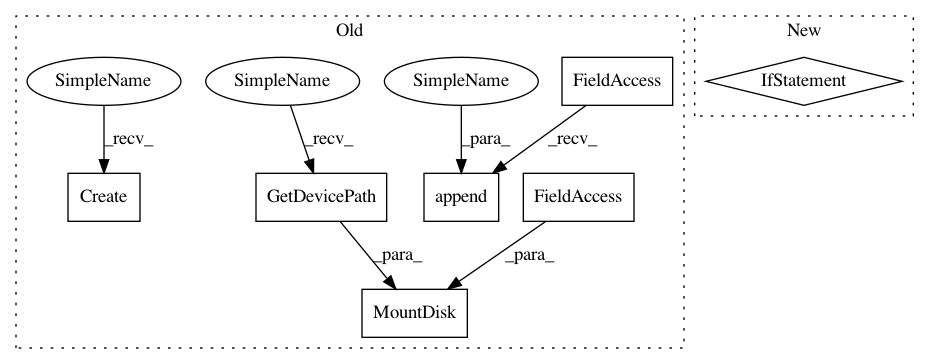 Old
New
SimpleName
SimpleName
SimpleName
FieldAccess
IfStatement
_recv_
_recv_
_para_
_recv_
Create
GetDevicePath
append
FieldAccess
_para_
_para_
MountDisk